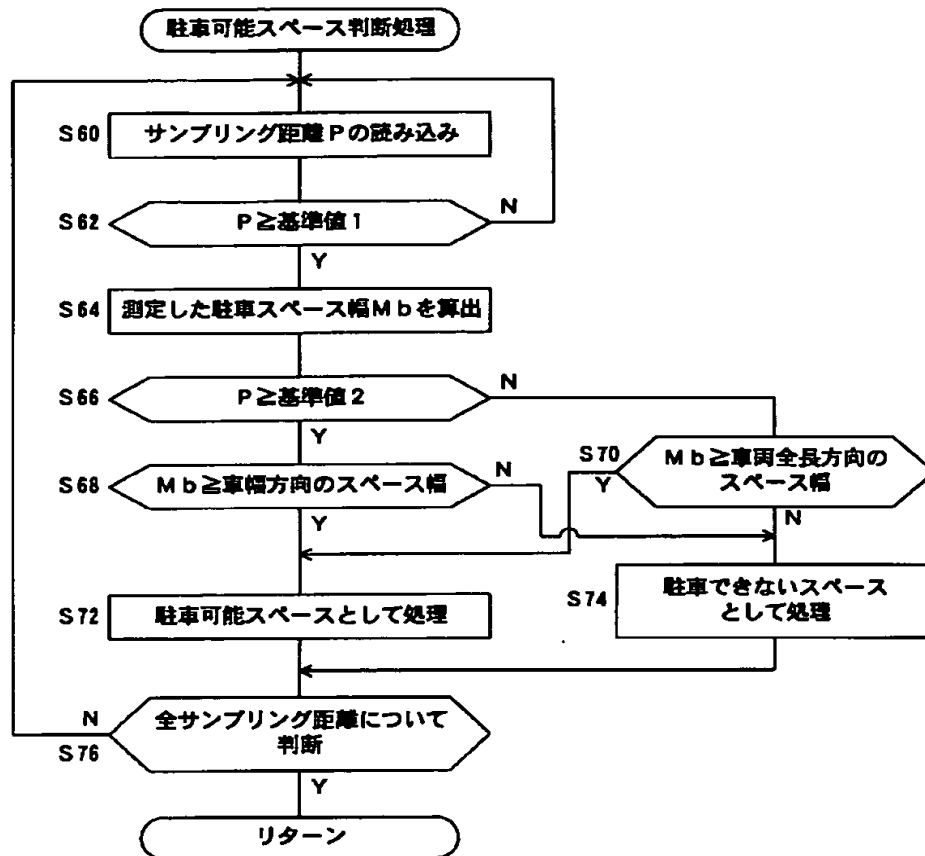 駐車可能スペース判断処理
S60
サンプリング距離Pの読み込み
S62
P≧基準値1
N
Y
S64
測定した駐車スペース幅Mbを算出
S66
P≧基準値2
N
Y
S68
Mb≧車幅方向のスペース幅
N
Y
S70
Mb≧車両全長方向の
スペース幅
Y
N
S72
駐車可能スペースとして処理
S74
駐車できないスペース
として処理
N
S76
全サンプリング距離について
判断
Y
リターン